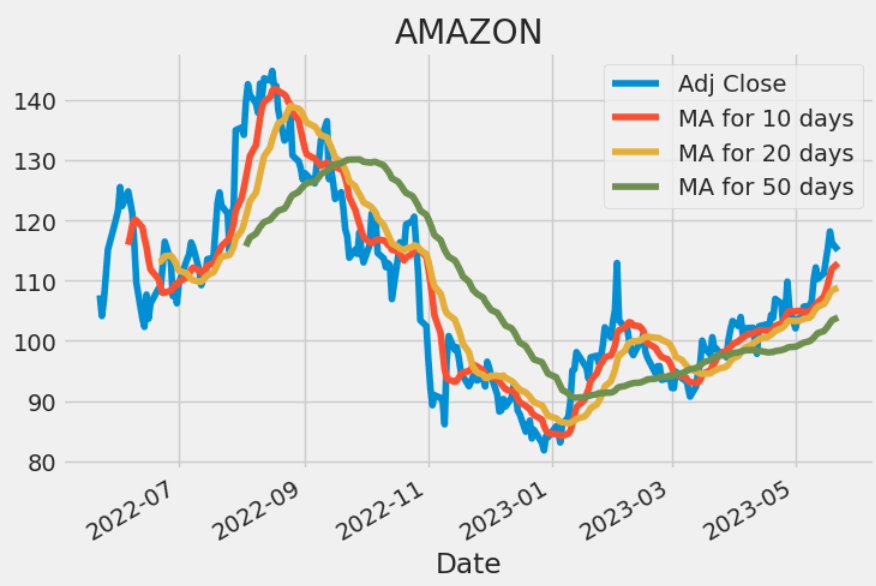 AMAZON
Adj Close
MA for 10 days
MA for 20 days
MA for 50 days
140
130
120
110
100
90
80
2022-07
2022-09
2022-11
2023-01
2023-03
2023-05
Date